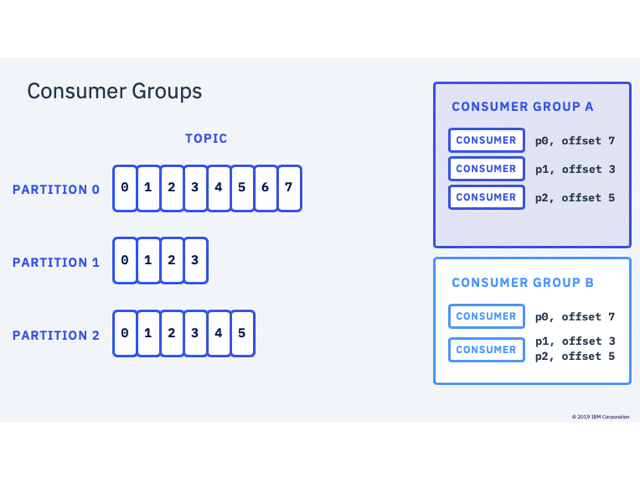 Consumer Groups
TOPIC
PARTITION 0
0 1 2 3 4 5 6 7
PARTITION 1
0 1 2 3
PARTITION 2
0 1 2 3 4 5
CONSUMER GROUP A
CONSUMER p0, offset 7
CONSUMER p1, offset 3
CONSUMER p2, offset 5
CONSUMER GROUP B
CONSUMER p0, offset 7
CONSUMER p1, offset 3
p2, offset 5
© 2019 IBM Corporation